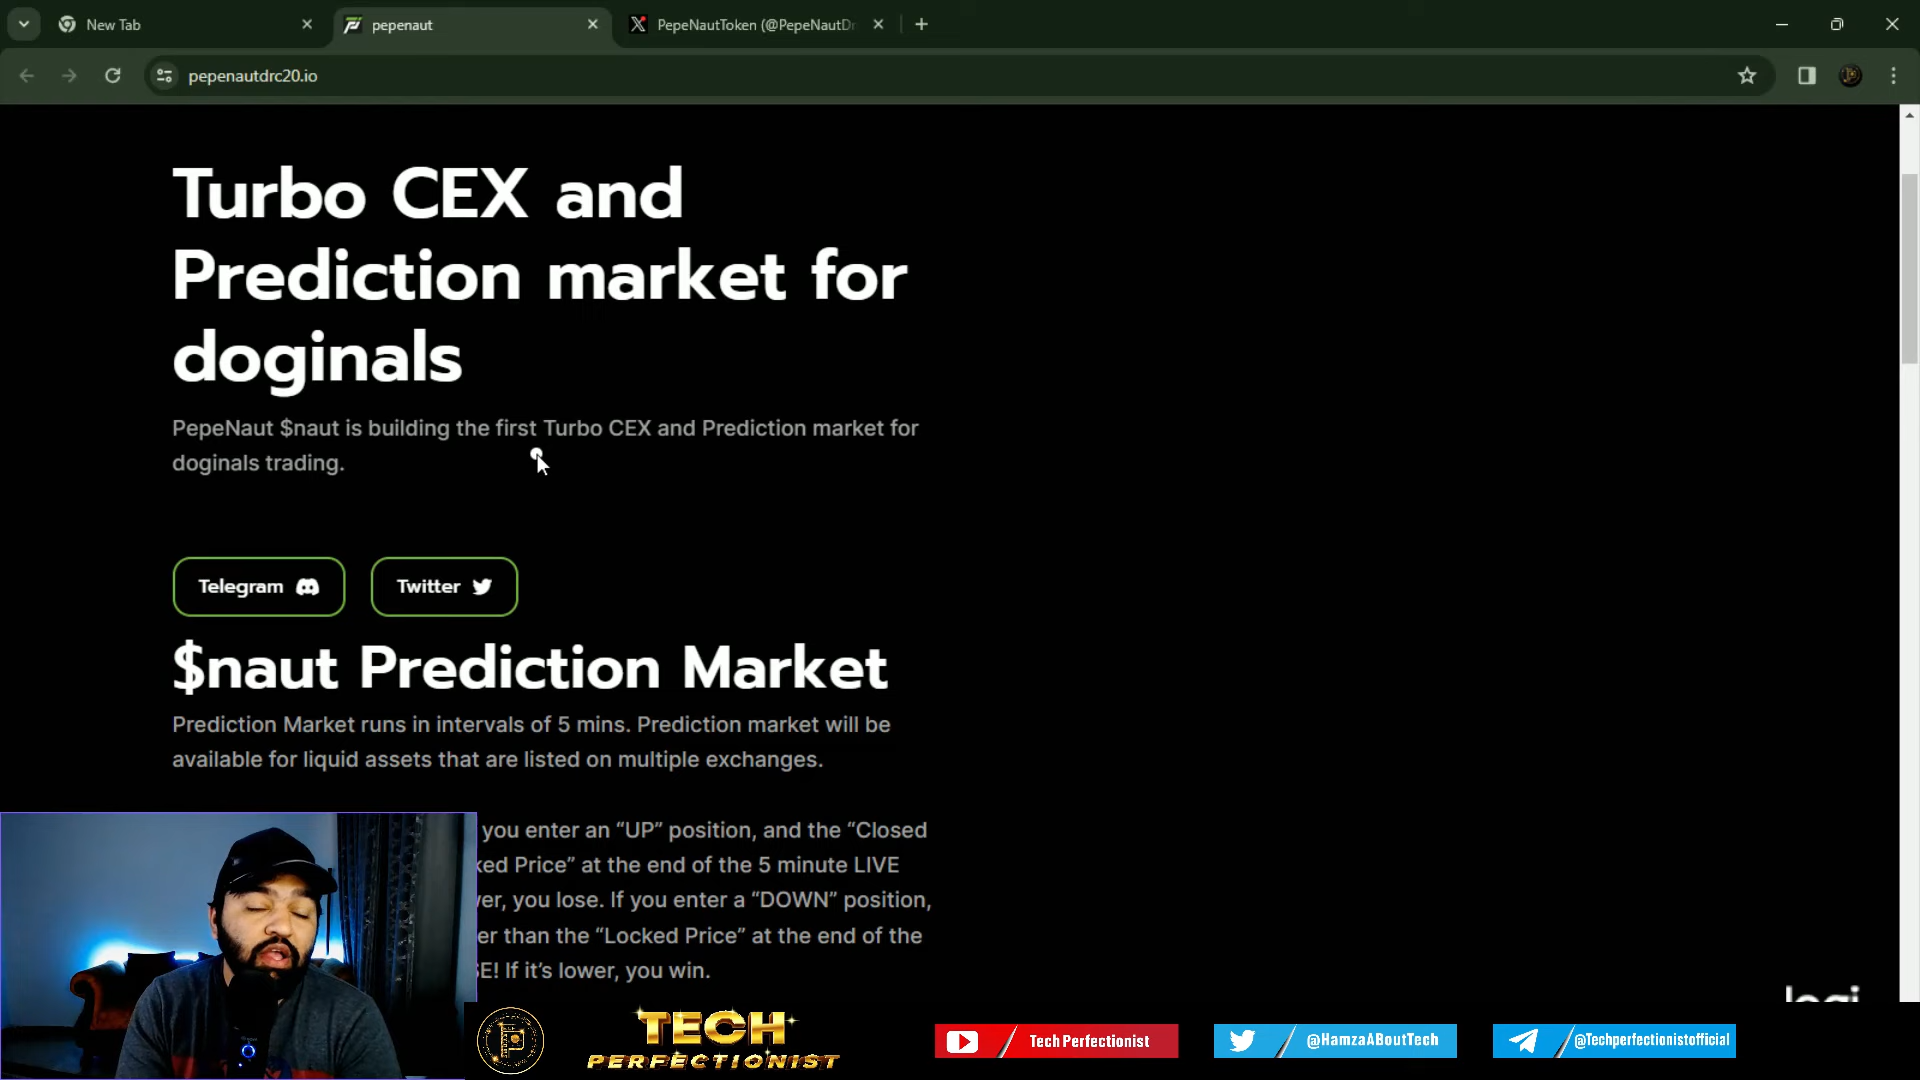 New Tab
pepenaut
PepeNautToken (@PepeNautDr
pepenautdrc20.io
Turbo CEX and
Prediction market for
doginals
PepeNaut $naut is building the first Turbo CEX and Prediction market for
doginals trading.
Telegram
Twitter
$naut Prediction Market
Prediction Market runs in intervals of 5 mins. Prediction market will be
available for liquid assets that are listed on multiple exchanges.
you enter an “UP” position, and the “Closed
ked Price” at the end of the 5 minute LIVE
ver, you lose. If you enter a “DOWN” position,
er than the “Locked Price” at the end of the
SE! If it’s lower, you win.
TECH
PERFECTIONIST
Tech Perfectionist
@HamzaABoutTech
@Techperfectionistofficial